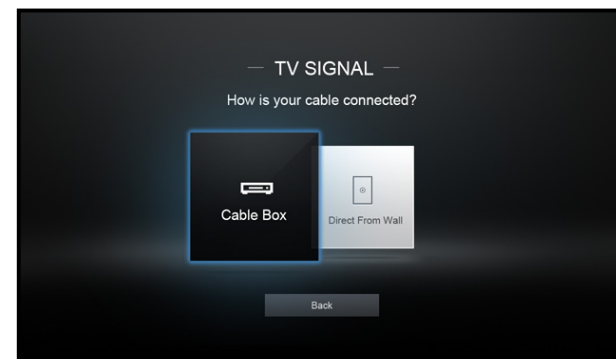 TV SIGNAL
How is your cable connected?
Cable Box
Direct From Wall
Back